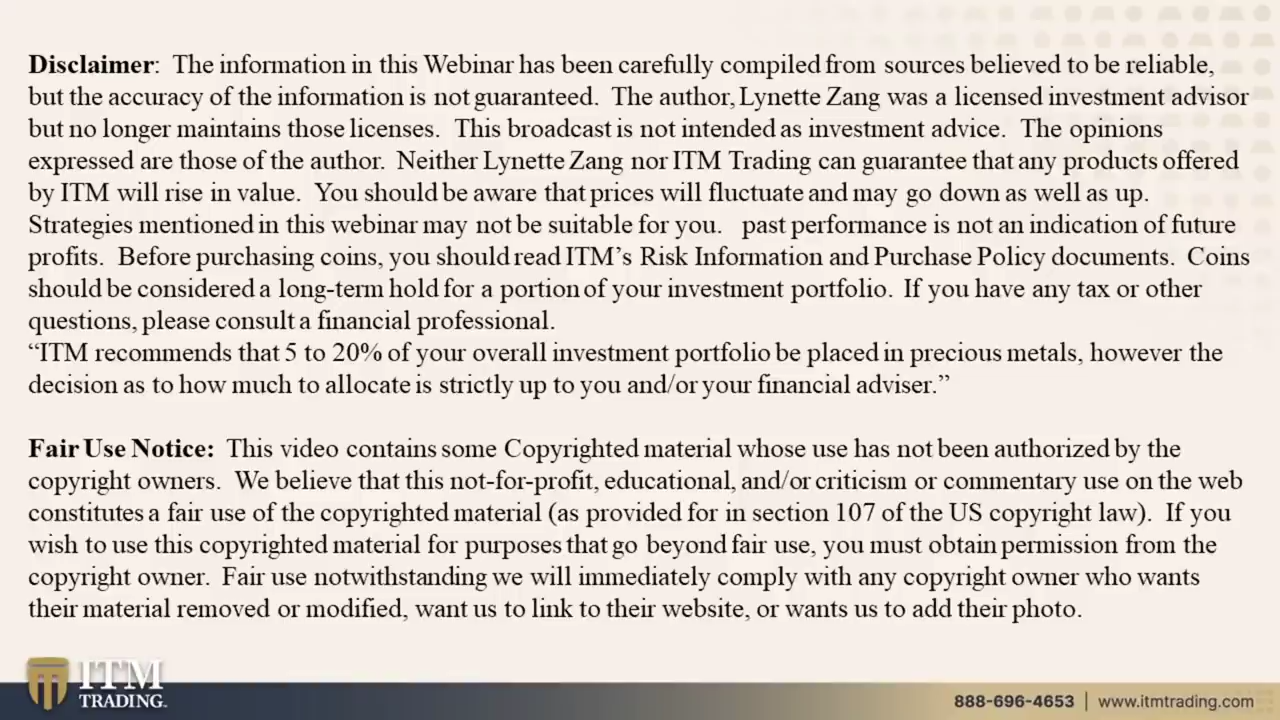 Disclaimer: The information in this Webinar has been carefully compiled from sources believed to be reliable,
but the accuracy of the information is not guaranteed. The author, Lynette Zang was a licensed investment advisor
but no longer maintains those licenses. This broadcast is not intended as investment advice. The opinions
expressed are those of the author. Neither Lynette Zang nor ITM Trading can guarantee that any products offered
by ITM will rise in value. You should be aware that prices will fluctuate and may go down as well as up.
Strategies mentioned in this webinar may not be suitable for you. past performance is not an indication of future
profits. Before purchasing coins, you should read ITM’s Risk Information and Purchase Policy documents. Coins
should be considered a long-term hold for a portion of your investment portfolio. If you have any tax or other
questions, please consult a financial professional.
“ITM recommends that 5 to 20% of your overall investment portfolio be placed in precious metals, however the
decision as to how much to allocate is strictly up to you and/or your financial adviser.”
Fair Use Notice: This video contains some Copyrighted material whose use has not been authorized by the
copyright owners. We believe that this not-for-profit, educational, and/or criticism or commentary use on the web
constitutes a fair use of the copyrighted material (as provided for in section 107 of the US copyright law). If you
wish to use this copyrighted material for purposes that go beyond fair use, you must obtain permission from the
copyright owner. Fair use notwithstanding we will immediately comply with any copyright owner who wants
their material removed or modified, want us to link to their website, or wants us to add their photo.
ITM
TRADING
888-696-4653 | www.itmtrading.com